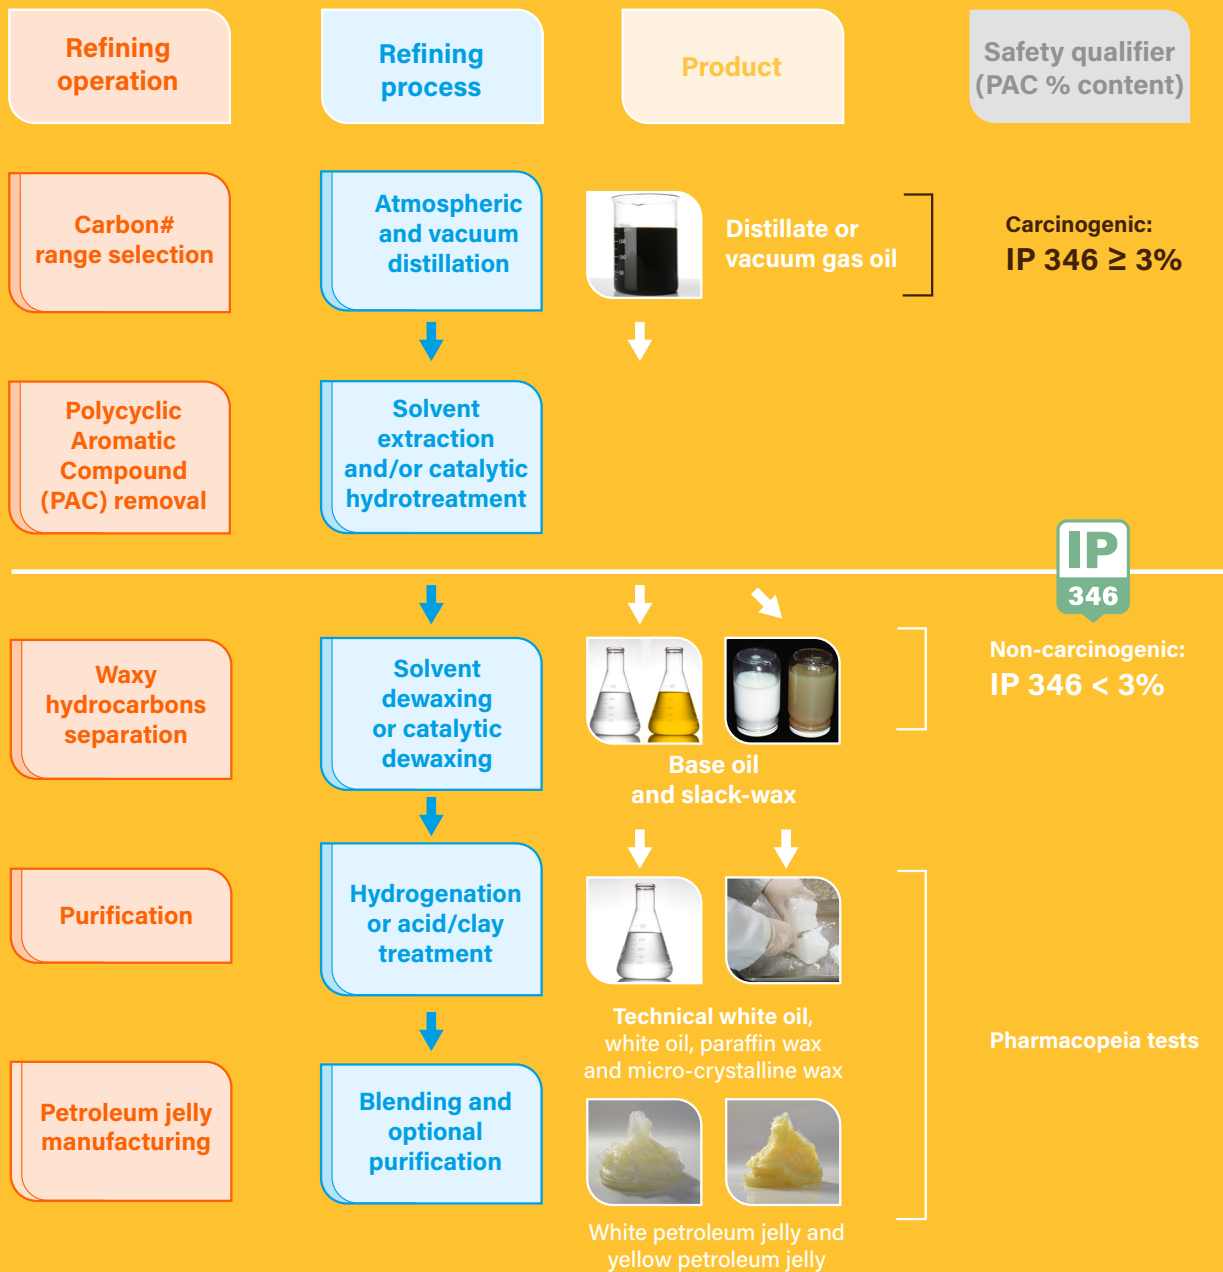 Refining
operation
Refining
process
Product
Safety qualifier
(PAC % content)
Carbon#
range selection
Atmospheric
and vacuum
distillation
Distillate or
vacuum gas oil
Carcinogenic:
IP 346 ≥ 3%
Polycyclic
Aromatic
Compound
(PAC) removal
Solvent
extraction
and/or catalytic
hydrotreatment
IP
346
Waxy
hydrocarbons
separation
Solvent
dewaxing
or catalytic
dewaxing
Base oil
and slack-wax
Non-carcinogenic:
IP 346 < 3%
Purification
Hydrogenation
or acid/clay
treatment
Technical white oil,
white oil, paraffin wax
and micro-crystalline wax
Pharmacopeia tests
Petroleum jelly
manufacturing
Blending and
optional
purification
White petroleum jelly and
yellow petroleum jelly